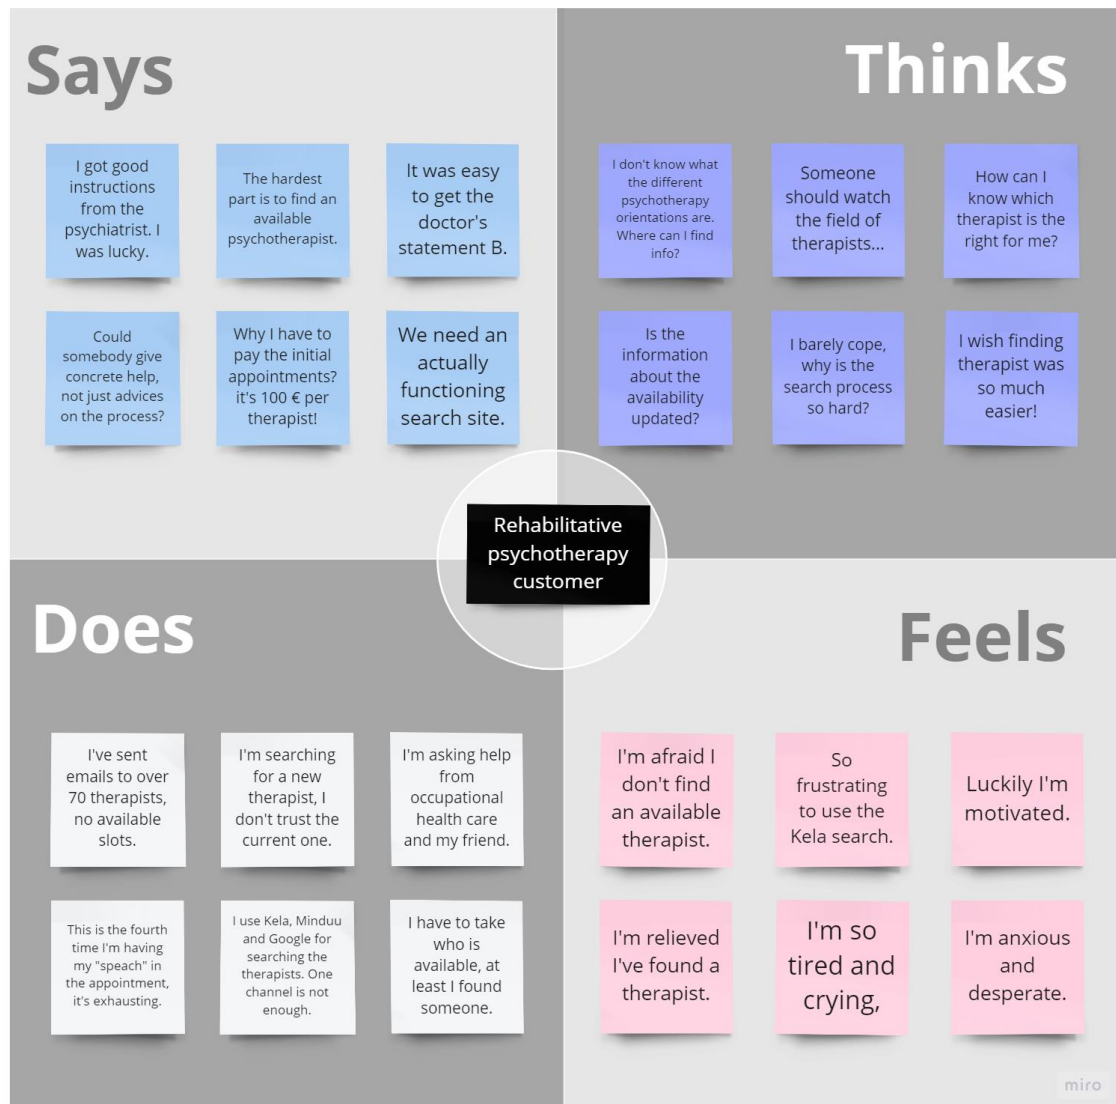 Says
I got good
instructions
from the
psychiatrist. I
was lucky.
The hardest
part is to find an
available
psychotherapist.
It was easy
to get the
doctor's
statement B.
Could
somebody give
concrete help,
not just advices
on the process?
Why I have to
pay the initial
appointments?
it's 100 € per
therapist!
We need an
actually
functioning
search site.
Thinks
I don't know what
the different
psychotherapy
orientations are.
Where can I find
info?
Someone
should watch
the field of
therapists...
How can I
know which
therapist is the
right for me?
Is the
information
about the
availability
updated?
I barely cope,
why is the
search process
so hard?
I wish finding
therapist was
so much
easier!
Rehabilitative
psychotherapy
customer
Does
I've sent
emails to over
70 therapists,
no available
slots.
I'm searching
for a new
therapist, I
don't trust the
current one.
I'm asking help
from
occupational
health care
and my friend.
This is the fourth
time I'm having
my "speach" in
the appointment,
it's exhausting.
I use Kela, Minduu
and Google for
searching the
therapists. One
channel is not
enough.
I have to take
who is
available, at
least I found
someone.
Feels
I'm afraid I
don't find
an available
therapist.
So
frustrating
to use the
Kela search.
Luckily I'm
motivated.
I'm relieved
I've found a
therapist.
I'm so
tired and
crying,
I'm anxious
and
desperate.
miro